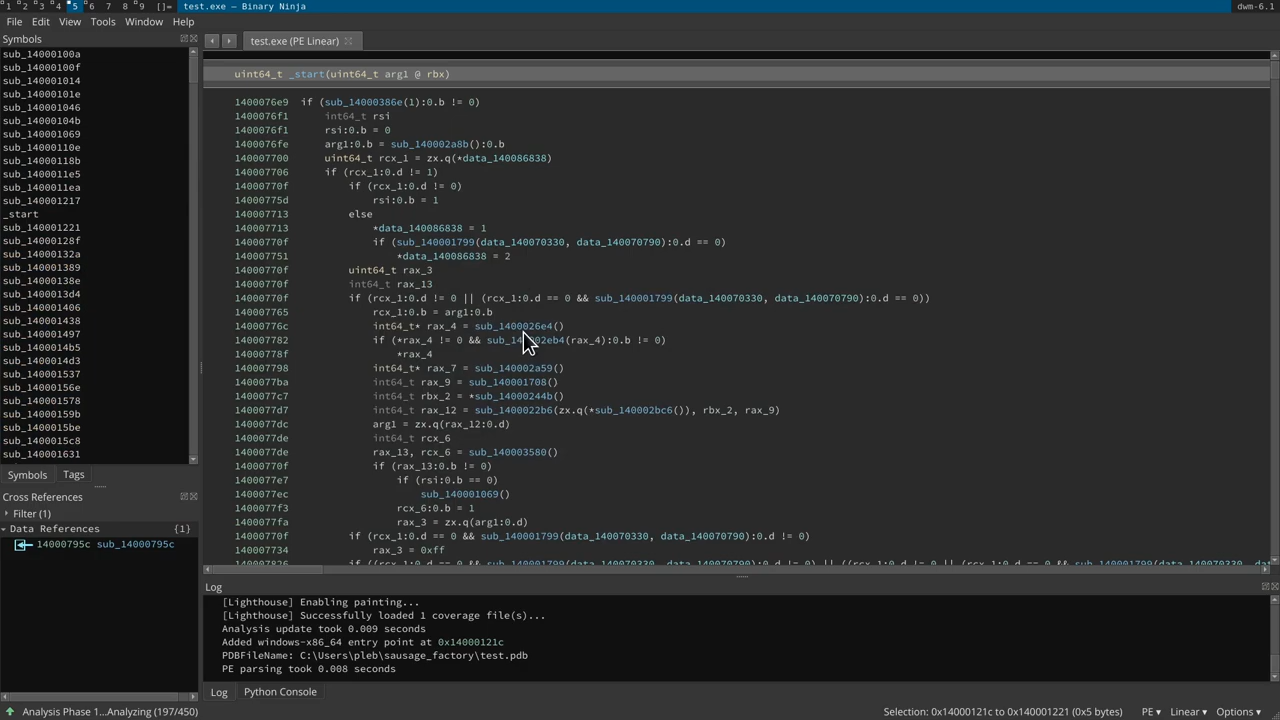 1 2 3 4 5 6 7 8 9 []= test.exe — Binary Ninja dwm-6.1
File Edit View Tools Window Help
Symbols
sub_14000100a
sub_14000100f
sub_140001014
sub_14000101e
sub_140001046
sub_14000104b
sub_140001069
sub_14000110e
sub_14000118b
sub_1400011e5
sub_1400011ea
sub_140001217
_start
sub_140001221
sub_14000128f
sub_14000132a
sub_140001389
sub_14000138e
sub_1400013d4
sub_140001406
sub_140001438
sub_140001497
sub_1400014b5
sub_1400014d3
sub_140001537
sub_14000156e
sub_140001578
sub_14000159b
sub_1400015be
sub_1400015c8
sub_140001631
Symbols Tags
Cross References
Filter (1)
Data References {1}
14000795c sub_14000795c
test.exe (PE Linear)
uint64_t _start(uint64_t arg1 @ rbx)
1400076e9 if (sub_14000386e(1):0.b != 0)
1400076f1 int64_t rsi
1400076f1 rsi:0.b = 0
1400076fe arg1:0.b = sub_140002a8b():0.b
140007700 uint64_t rcx_1 = zx.q(*data_140086838)
140007706 if (rcx_1:0.d != 1)
14000770f if (rcx_1:0.d != 0)
14000775d rsi:0.b = 1
140007713 else
140007713 *data_140086838 = 1
14000770f if (sub_140001799(data_140070330, data_140070790):0.d == 0)
140007751 *data_140086838 = 2
14000770f uint64_t rax_3
14000770f int64_t rax_13
14000770f if (rcx_1:0.d != 0 || (rcx_1:0.d == 0 && sub_140001799(data_140070330, data_140070790):0.d == 0))
140007765 rcx_1:0.b = arg1:0.b
14000776c int64_t* rax_4 = sub_1400026e4()
140007782 if (*rax_4 != 0 && sub_140002eb4(rax_4):0.b != 0)
14000778f *rax_4
140007798 int64_t* rax_7 = sub_140002a59()
1400077ba int64_t rax_9 = sub_140001708()
1400077c7 int64_t rbx_2 = *sub_14000244b()
1400077d7 int64_t rax_12 = sub_1400022b6(zx.q(*sub_140002bc6()), rbx_2, rax_9)
1400077dc arg1 = zx.q(rax_12:0.d)
1400077de int64_t rcx_6
1400077de rax_13, rcx_6 = sub_140003580()
14000770f if (rax_13:0.b != 0)
1400077e7 if (rsi:0.b == 0)
1400077ec sub_140001069()
1400077f3 rcx_6:0.b = 1
1400077fa rax_3 = zx.q(arg1:0.d)
14000770f if (rcx_1:0.d == 0 && sub_140001799(data_140070330, data_140070790):0.d != 0)
140007734 rax_3 = 0xff
Log
[Lighthouse] Enabling painting...
[Lighthouse] Successfully loaded 1 coverage file(s)...
Analysis update took 0.009 seconds
Added windows-x86_64 entry point at 0x14000121c
PDBFileName: C:\Users\pleb\sausage_factory\test.pdb
PE parsing took 0.008 seconds
Log Python Console
Analysis Phase 1...Analyzing (197/450) Selection: 0x14000121c to 0x140001221 (0x5 bytes) PE▾ Linear▾ Options▾